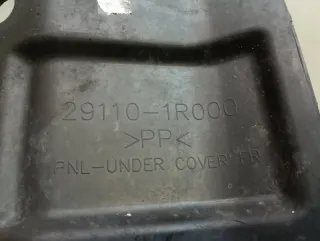 29110-1R000
>PP<
PNL-UNDER COVER FR